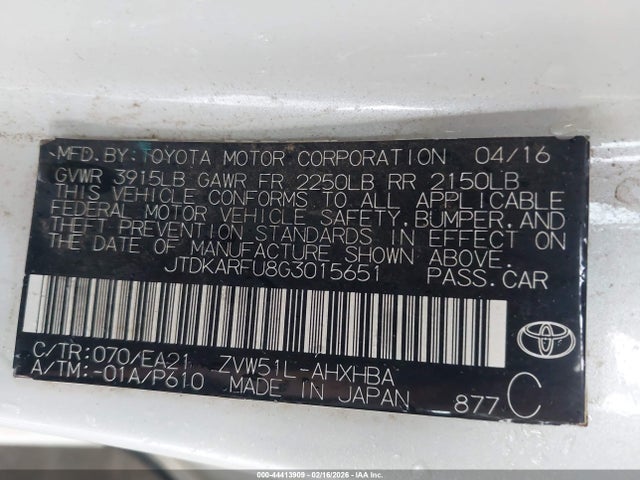 MFD. BY: TOYOTA MOTOR CORPORATION 04/16
GVWR 3915LB GAWR FR 2250LB RR 2150LB
THIS VEHICLE CONFORMS TO ALL APPLICABLE
FEDERAL MOTOR VEHICLE SAFETY, BUMPER, AND
THEFT PREVENTION STANDARDS IN EFFECT ON
THE DATE OF MANUFACTURE SHOWN ABOVE.
JTDKARFU8G3015651 PASS. CAR
C/TR: 070/EA21 ZVW51L-AHXHBA
A/TM: -01A/P610 MADE IN JAPAN 877 C
TOYOTA
000-44413909 - 02/16/2026 - IAAI